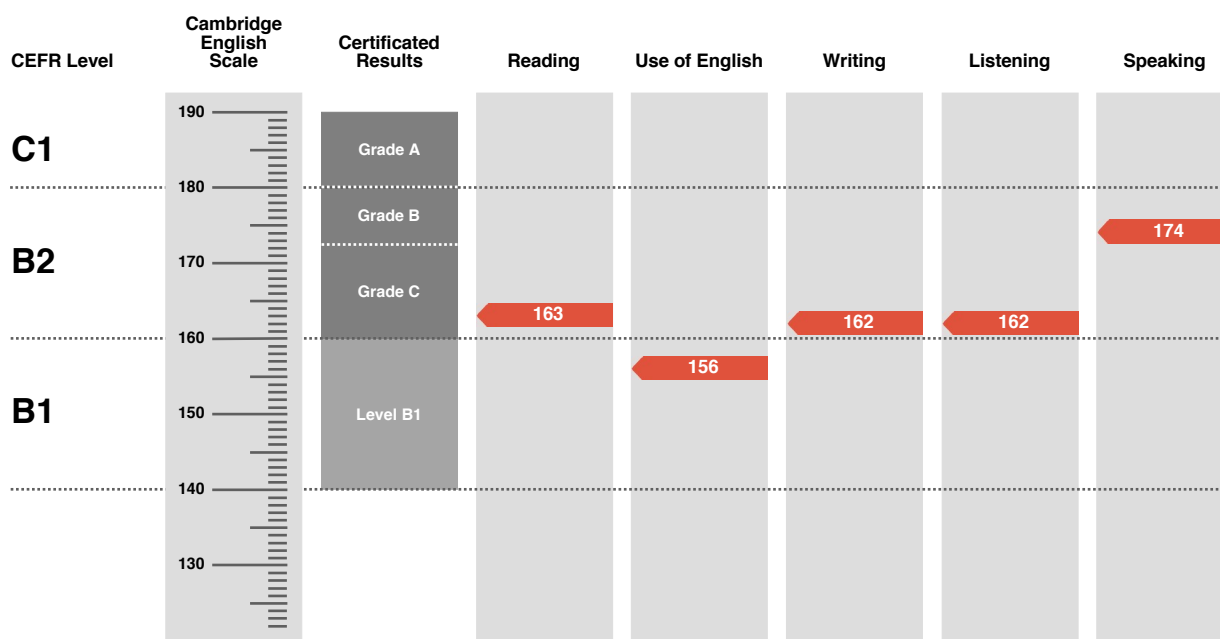 CEFR Level
Cambridge
English
Scale
Certificated
Results
Reading
Use of English
Writing
Listening
Speaking
190
C1
Grade A
180
Grade B
174
B2
170
Grade C
163
162
162
160
156
B1
150
Level B1
140
130